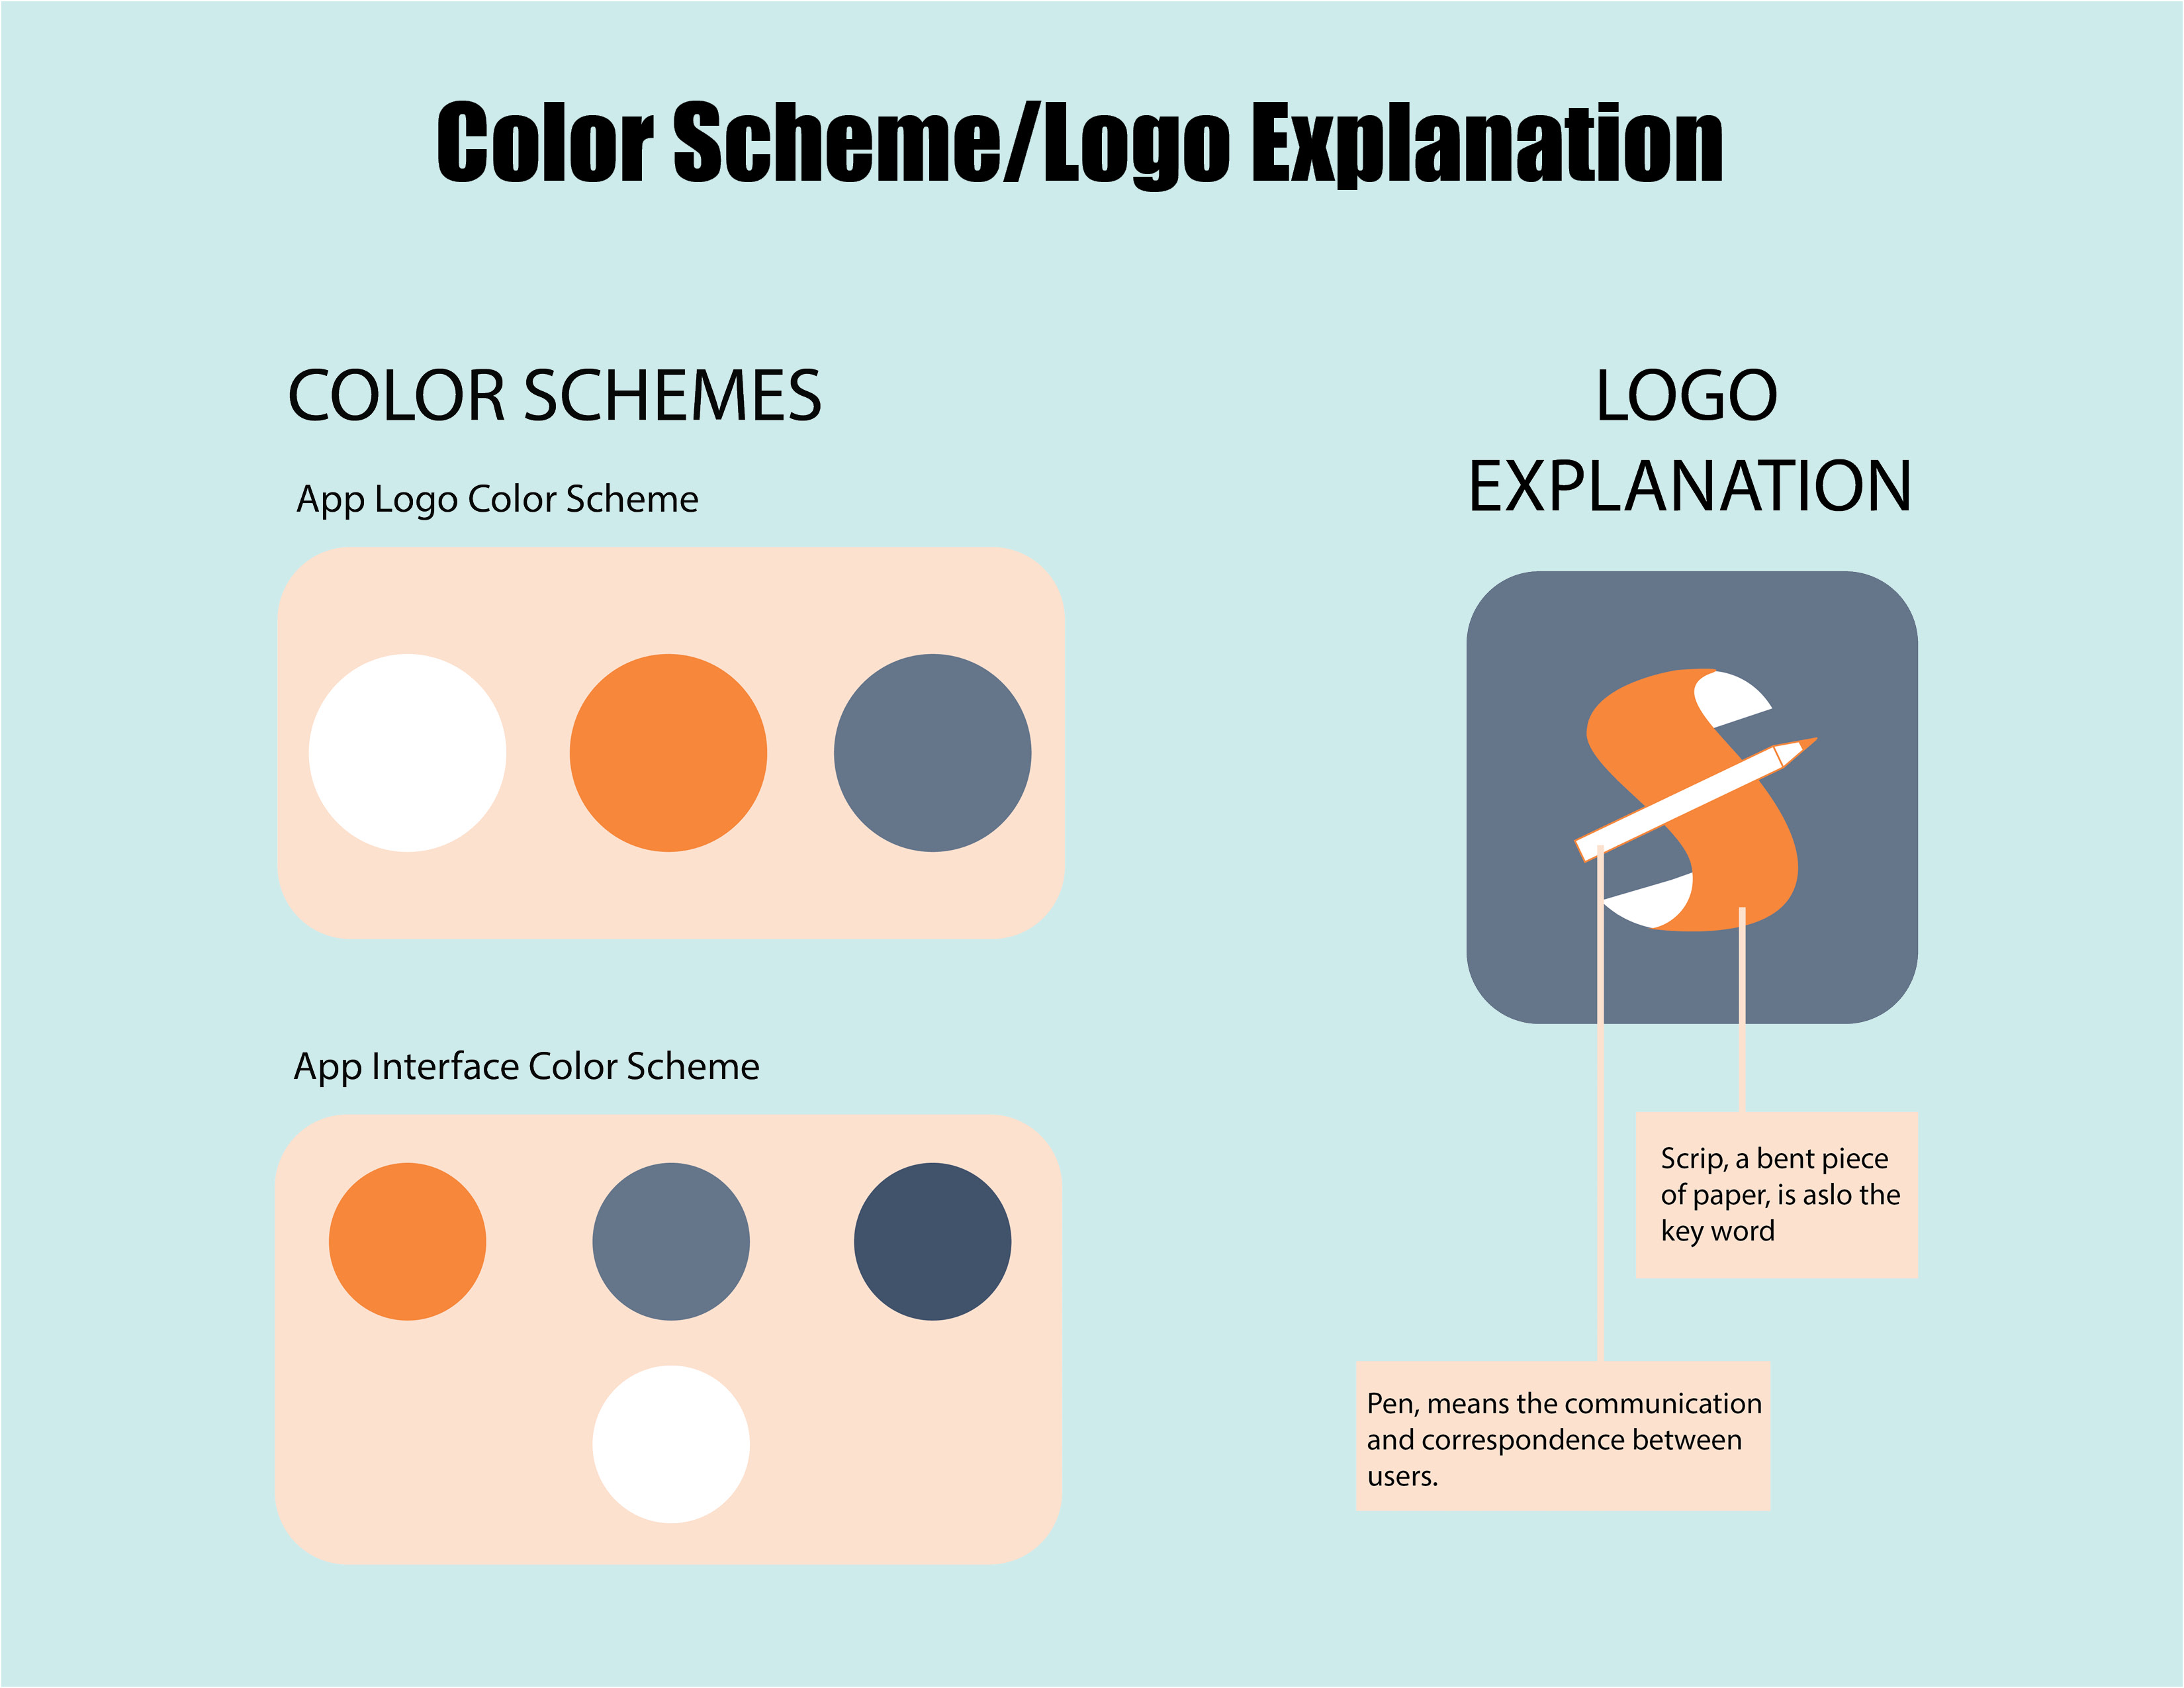 Color Scheme/Logo Explanation
COLOR SCHEMES
App Logo Color Scheme
App Interface Color Scheme
LOGO
EXPLANATION
Scrip, a bent piece
of paper, is aslo the
key word
Pen, means the communication
and correspondence between
users.